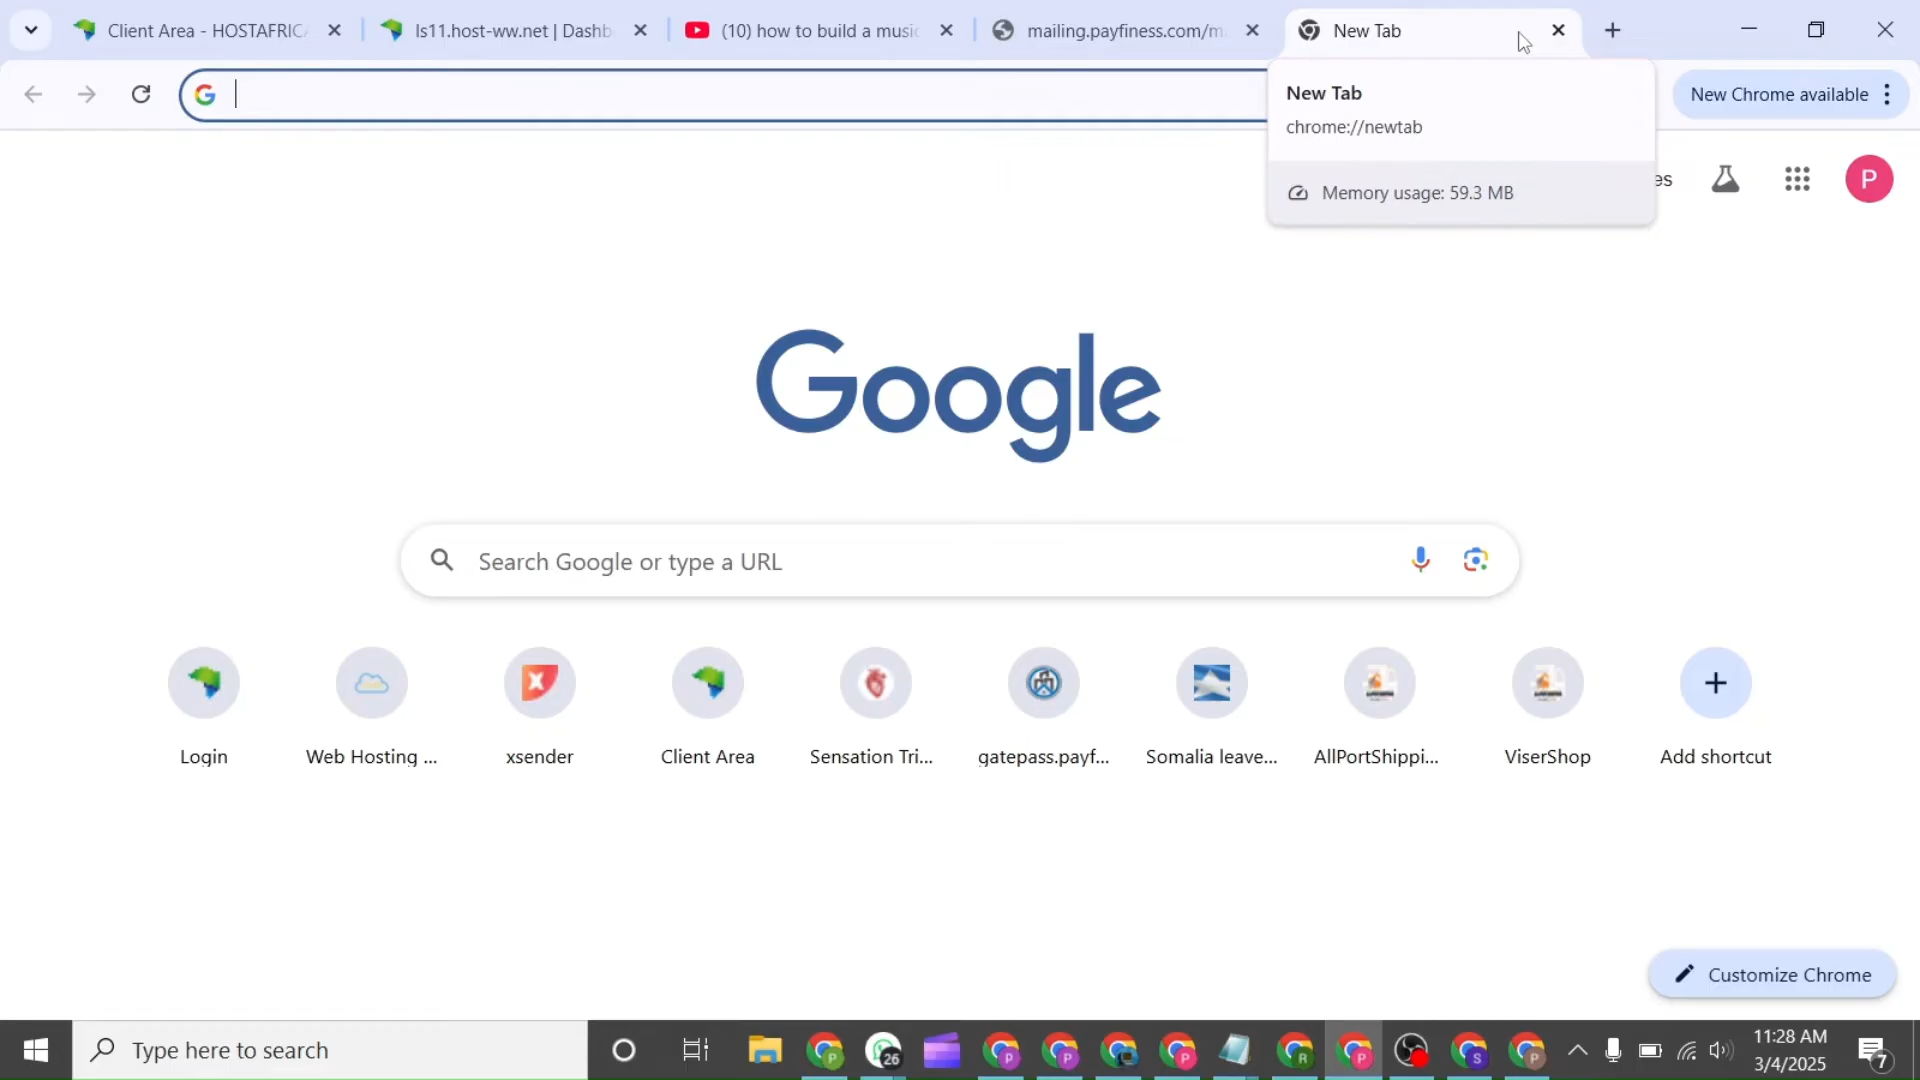 Client Area - HOSTAFRICA
ls11.host-ww.net | Dashb
(10) how to build a music
mailing.payfiness.com/m
New Tab
New Tab
chrome://newtab
Memory usage: 59.3 MB
New Chrome available
es
P
Google
Search Google or type a URL
Login
Web Hosting ...
xsender
Client Area
Sensation Tri...
gatepass.payf...
Somalia leave...
AllPortShippi...
ViserShop
Add shortcut
Customize Chrome
Type here to search
26
11:28 AM
3/4/2025
7